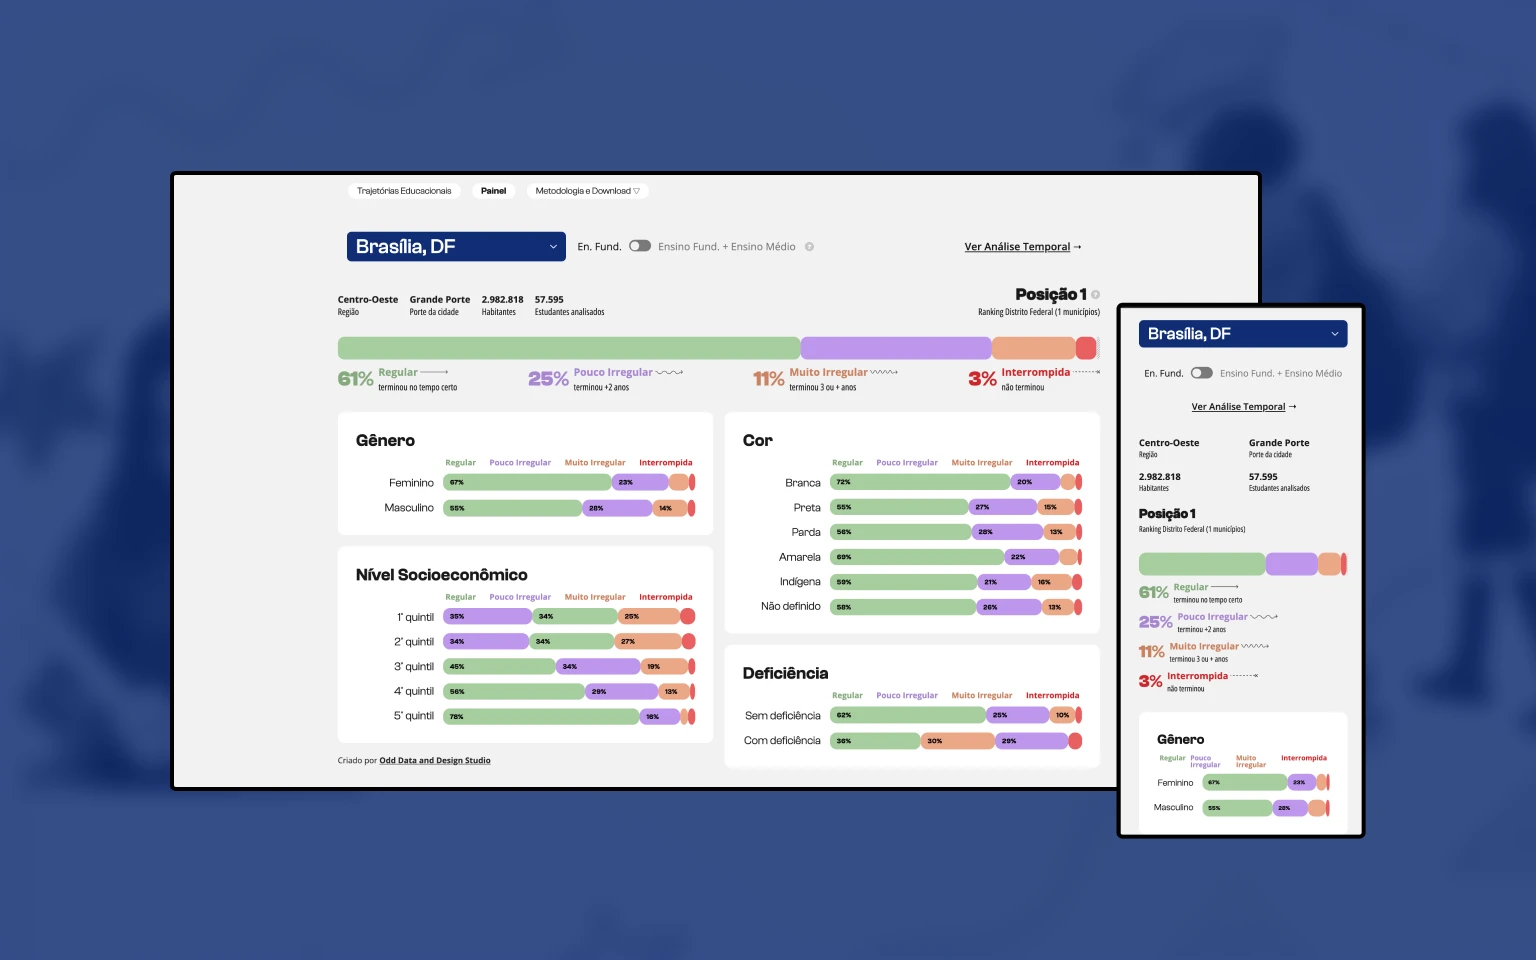 Trajetórias Educacionais
Painel
Metodologia e Download ▽
Brasília, DF
En. Fund.
Ensino Fund. + Ensino Médio ?
Ver Análise Temporal →
Centro-Oeste Grande Porte 2.982.818 57.595
Região Porte da cidade Habitantes Estudantes analisados
Posição 1 ?
Ranking Distrito Federal (1 municípios)
61% Regular
terminou no tempo certo
25% Pouco Irregular
terminou +2 anos
11% Muito Irregular
terminou 3 ou + anos
3% Interrompida
não terminou
Gênero
Regular Pouco Irregular Muito Irregular Interrompida
Feminino 67% 23%
Masculino 55% 28% 14%
Nível Socioeconômico
Regular Pouco Irregular Muito Irregular Interrompida
1° quintil 35% 34% 25%
2° quintil 34% 34% 27%
3° quintil 45% 34% 19%
4° quintil 56% 29% 13%
5° quintil 78% 16%
Criado por Odd Data and Design Studio
Cor
Regular Pouco Irregular Muito Irregular Interrompida
Branca 72% 20%
Preta 55% 27% 15%
Parda 56% 28% 13%
Amarela 69% 22%
Indígena 59% 21% 16%
Não definido 58% 26% 13%
Deficiência
Regular Pouco Irregular Muito Irregular Interrompida
Sem deficiência 62% 25% 10%
Com deficiência 36% 30% 29%
Brasília, DF
En. Fund. Ensino Fund. + Ensino Médio
Ver Análise Temporal →
Centro-Oeste Grande Porte
Região Porte da cidade
2.982.818 57.595
Habitantes Estudantes analisados
Posição 1
Ranking Distrito Federal (1 municípios)
61% Regular
terminou no tempo certo
25% Pouco Irregular
terminou +2 anos
11% Muito Irregular
terminou 3 ou + anos
3% Interrompida
não terminou
Gênero
Regular Pouco Irregular Muito Irregular Interrompida
Feminino 67% 23%
Masculino 55% 28%